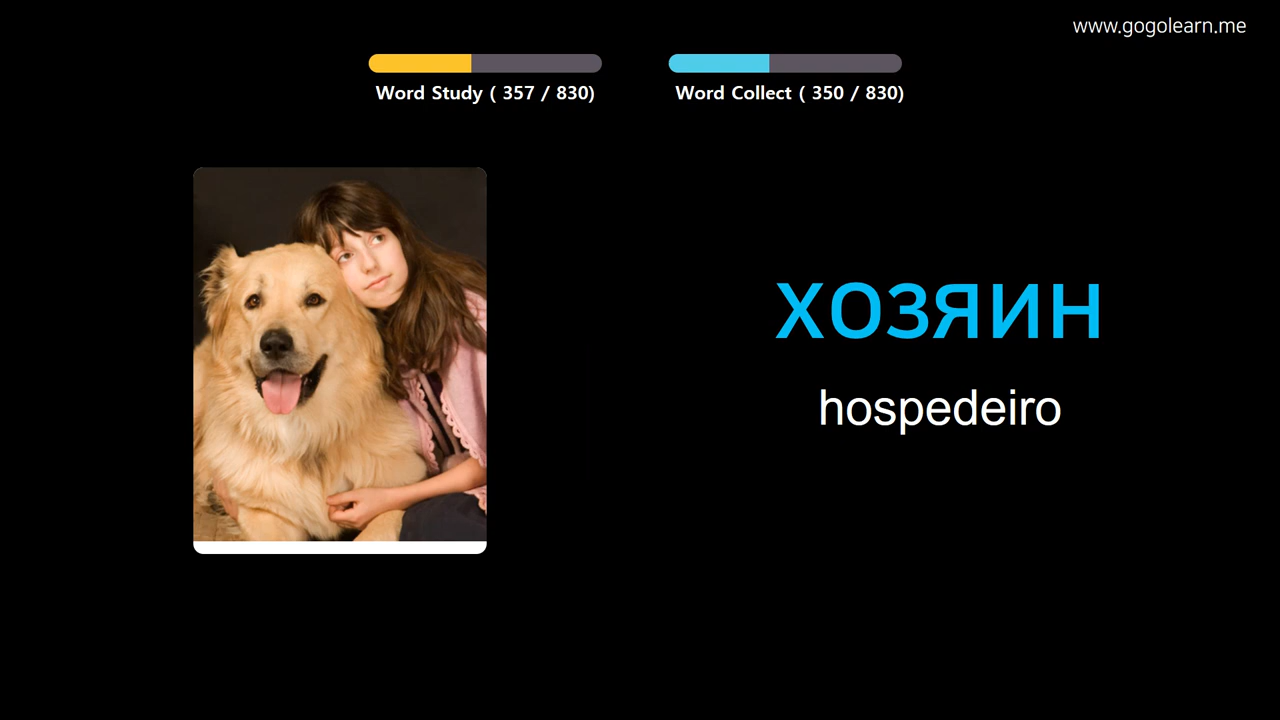 www.gogolearn.me
Word Study ( 357 / 830)
Word Collect ( 350 / 830)
хозяин
hospedeiro